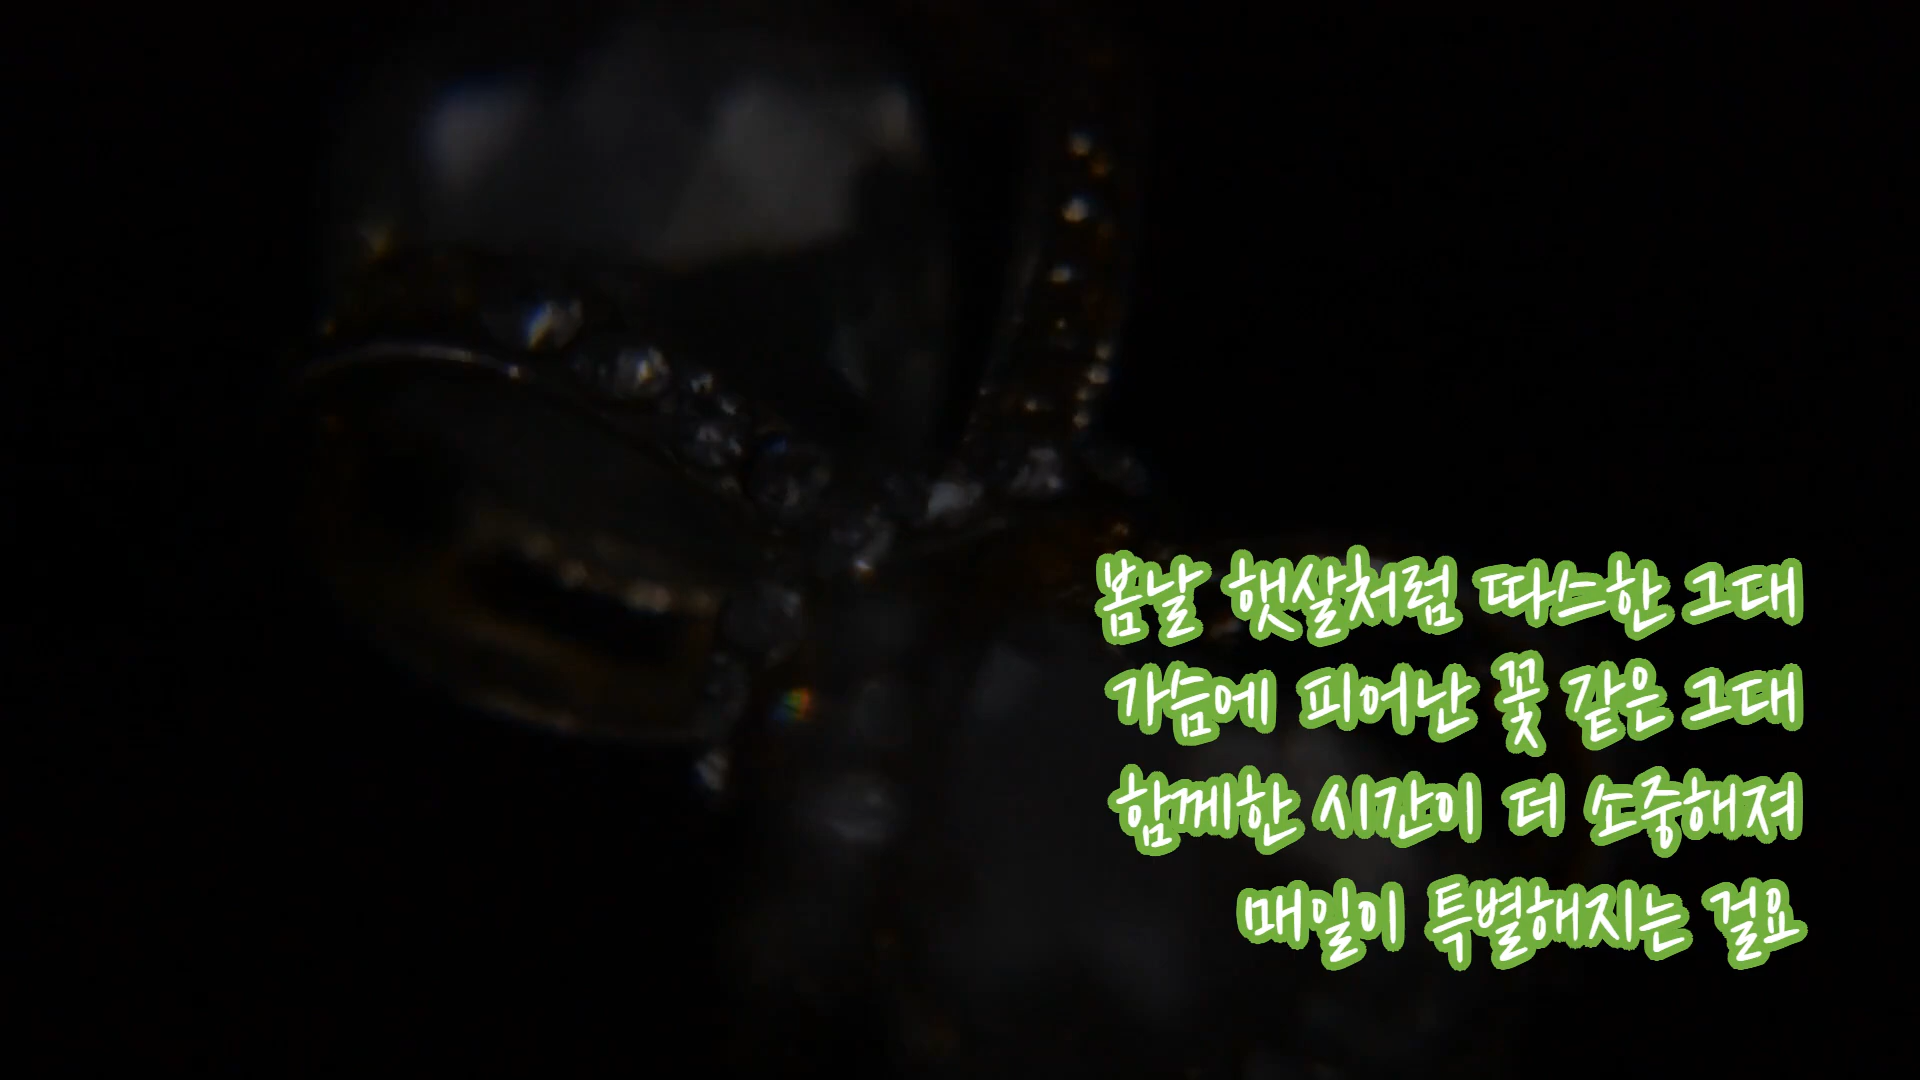 봄날 햇살처럼 따스한 그대
가슴에 피어난 꽃 같은 그대
함께한 시간이 더 소중해져
매일이 특별해지는 걸요